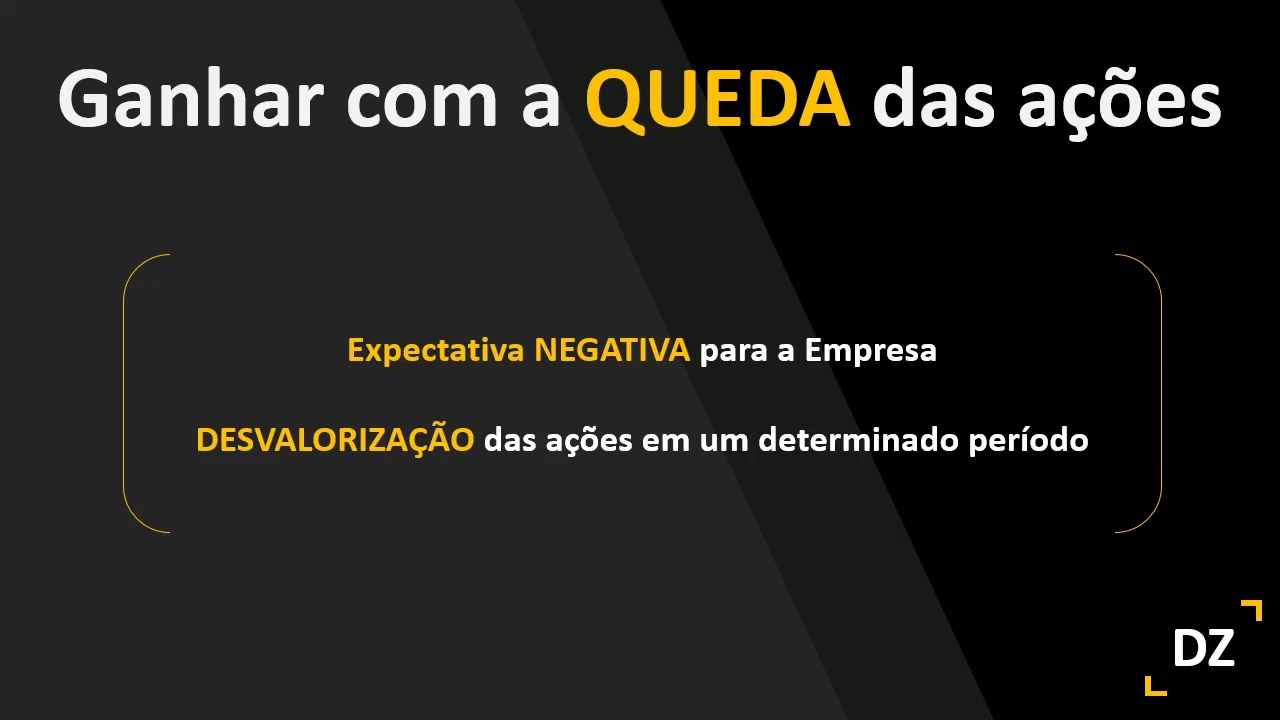 Ganhar com a QUEDA das ações
Expectativa NEGATIVA para a Empresa
DESVALORIZAÇÃO das ações em um determinado período
DZ